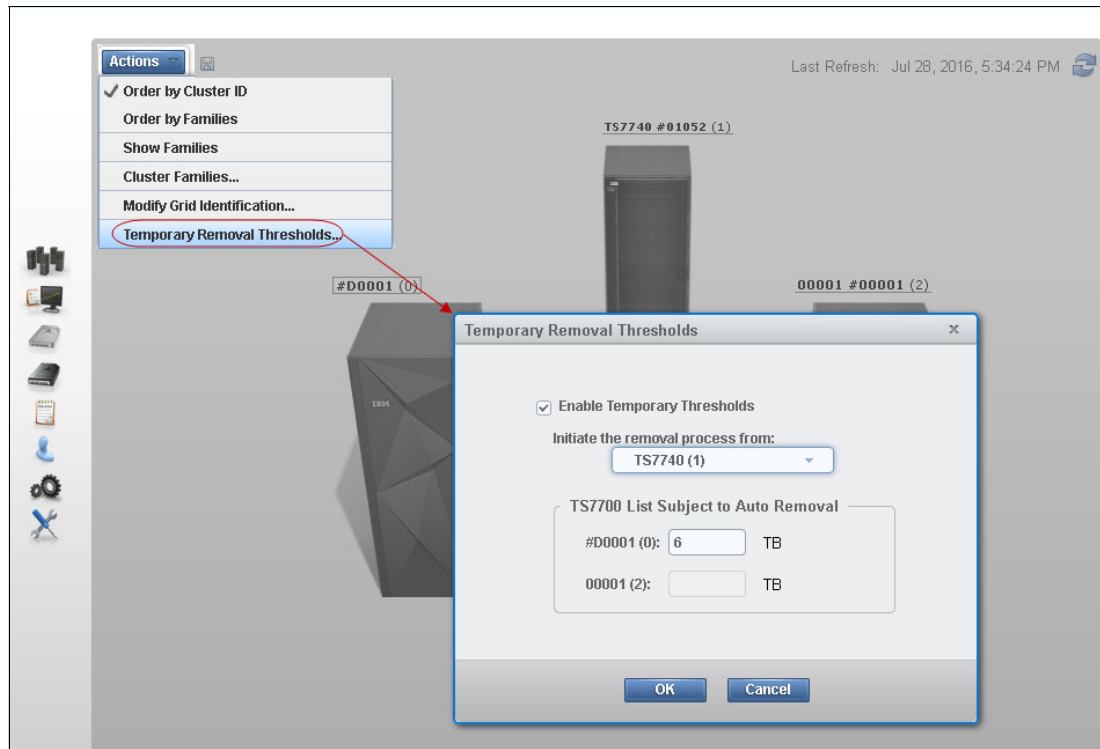 Actions
Last Refresh: Jul 28, 2016, 5:34:24 PM
Order by Cluster ID
Order by Families
Show Families
Cluster Families...
Modify Grid Identification...
Temporary Removal Thresholds...
TS7740 #01052 (1)
#D0001 (0)
00001 #00001 (2)
IBM
Temporary Removal Thresholds x
Enable Temporary Thresholds
Initiate the removal process from:
TS7740 (1)
TS7700 List Subject to Auto Removal
#D0001 (0): 6 TB
00001 (2): TB
OK Cancel